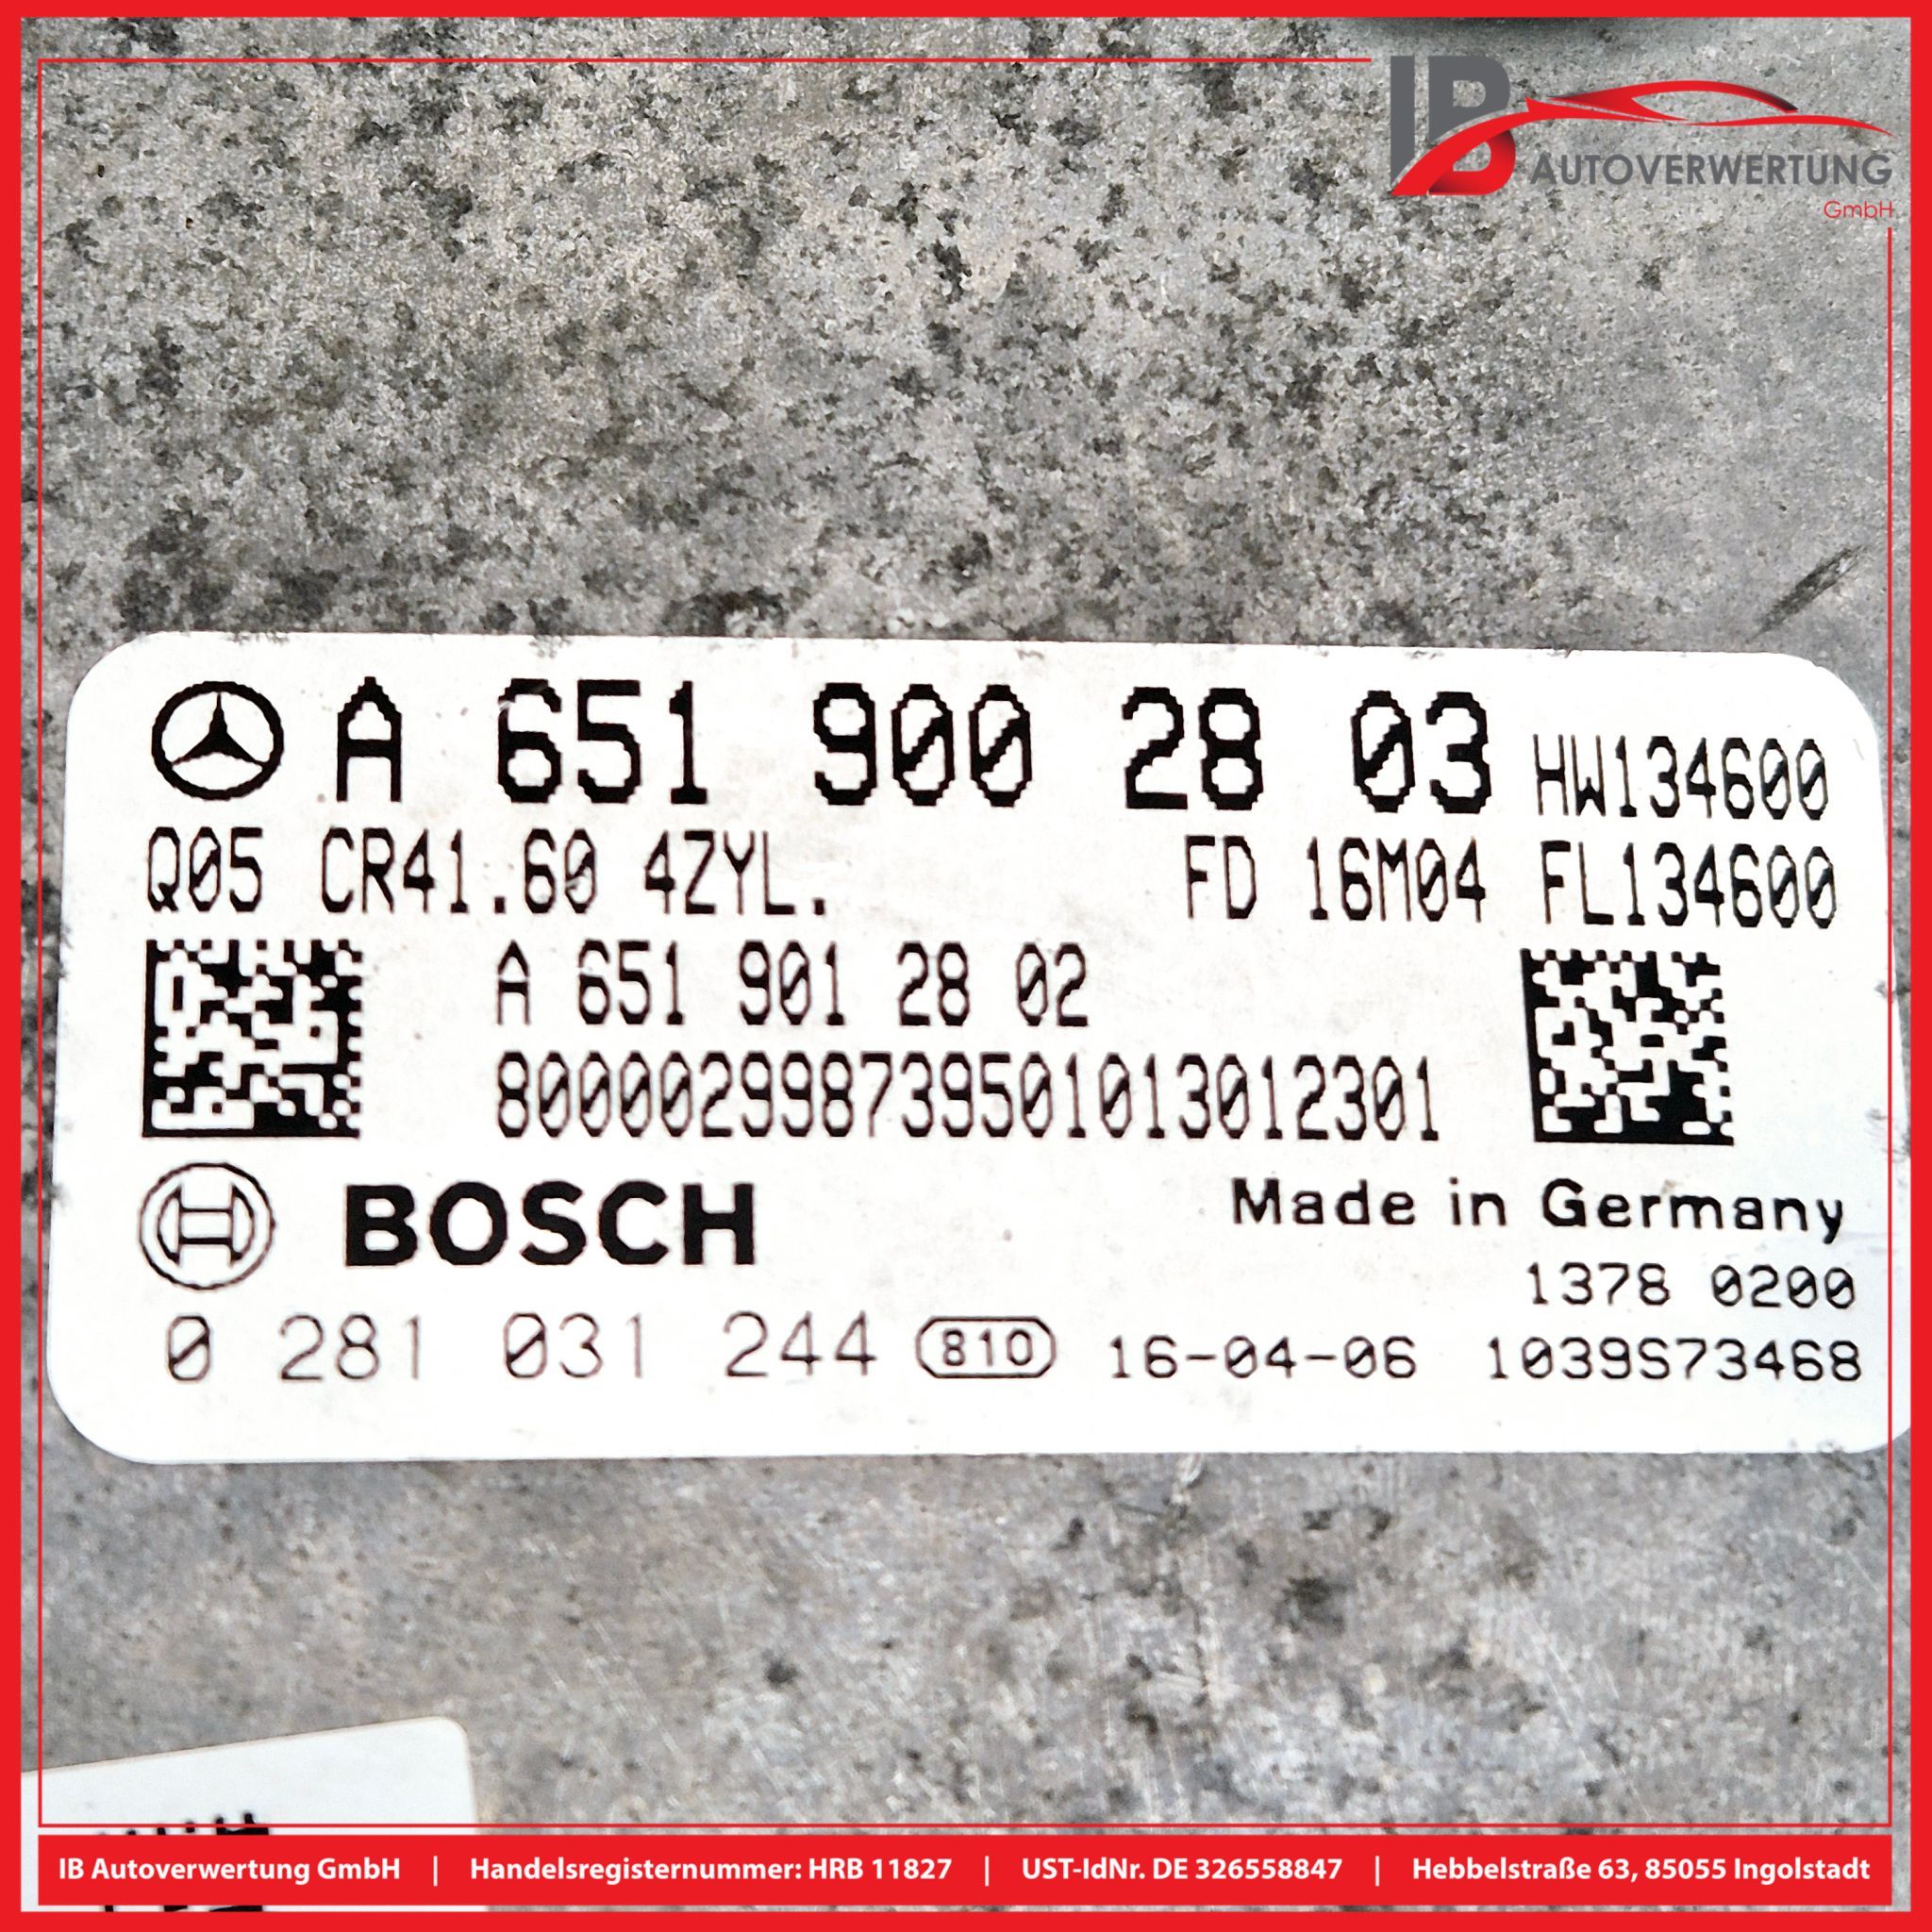 IB AUTOVERWERTUNG
GmbH
A 651 900 28 03 HW134600
Q05 CR41.60 4ZYL. FD 16M04 FL134600
A 651 901 28 02
800002998739501013012301
BOSCH Made in Germany
1378 0200
0 281 031 244 810 16-04-06 1039S73468
IB Autoverwertung GmbH | Handelsregisternummer: HRB 11827 | UST-IdNr. DE 326558847 | Hebbelstraße 63, 85055 Ingolstadt